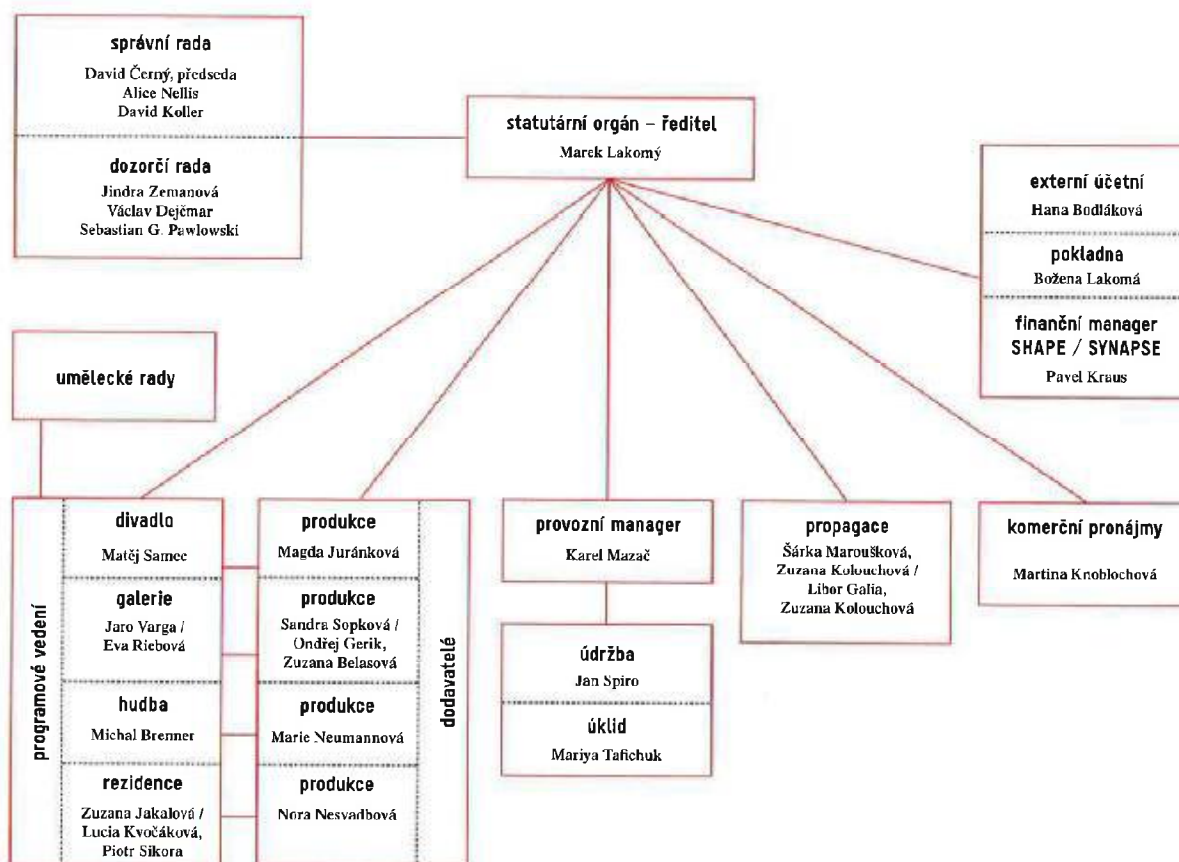 správní rada
David Černý, předseda
Alice Nellis
David Koller
dozorčí rada
Jindra Zemanová
Václav Dejčmar
Sebastian G. Pawlowski
statutární orgán – ředitel
Marek Lakomý
externí účetní
Hana Bodláková
pokladna
Božena Lakomá
finanční manager
SHAPE / SYNAPSE
Pavel Kraus
umělecké rady
programové vedení
divadlo
Matěj Samec
galerie
Jaro Varga /
Eva Riebová
hudba
Michal Brenner
rezidence
Zuzana Jakalová /
Lucia Kvočáková,
Piotr Sikora
produkce
Magda Juránková
produkce
Sandra Sopková /
Ondřej Gerik,
Zuzana Belasová
produkce
Marie Neumannová
produkce
Nora Nesvadbová
dodavatelé
provozní manager
Karel Mazač
údržba
Jan Spiro
úklid
Mariya Tafichuk
propagace
Šárka Maroušková,
Zuzana Kolouchová /
Libor Galia,
Zuzana Kolouchová
komerční pronájmy
Martina Knoblochová